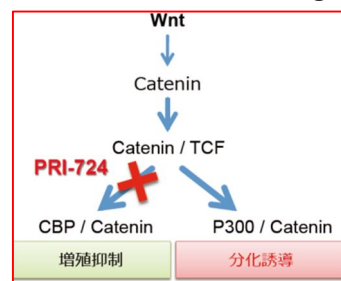 Wnt
Catenin
Catenin / TCF
PRI-724
CBP / Catenin
P300 / Catenin
増殖抑制
分化誘導